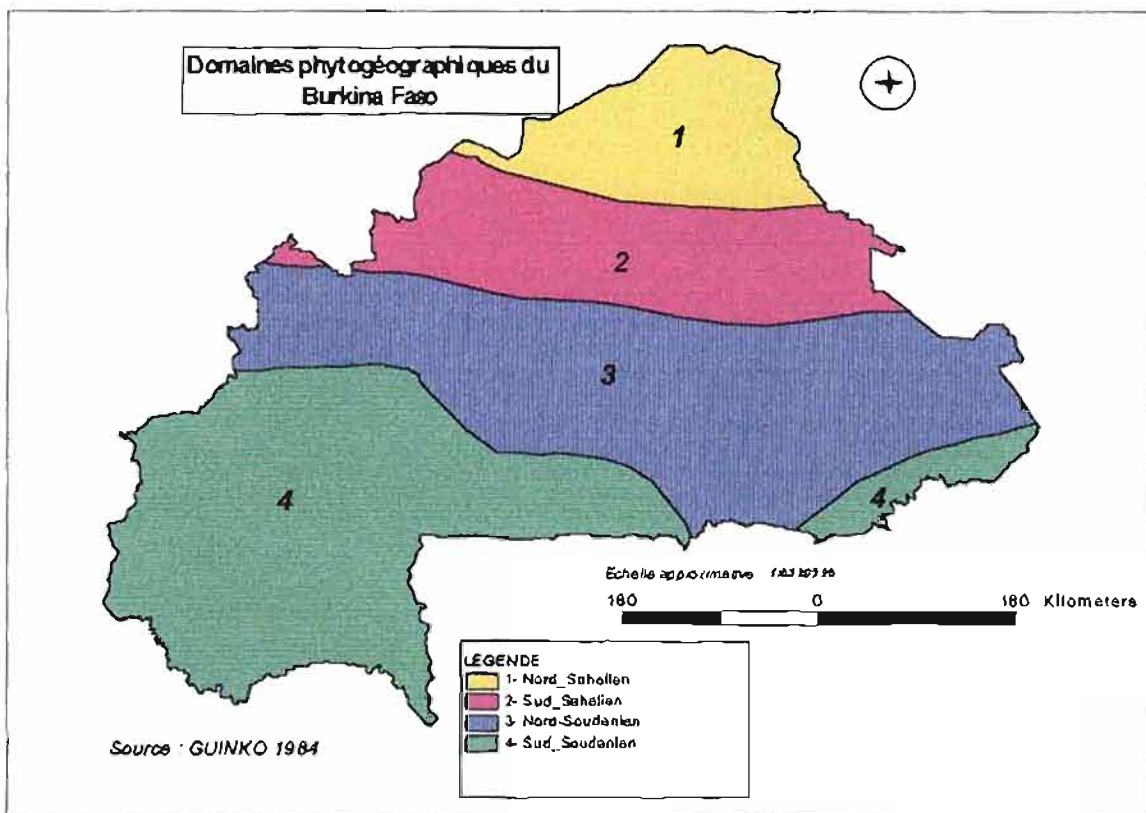 Domaines phytogéographiques du
Burkina Faso
1
2
3
4
4
Echelle approximative
180 0 180 Kilometers
LEGENDE
1- Nord_Sahelien
2- Sud_Sahelien
3- Nord-Soudanien
4- Sud_Soudanien
Source : GUINKO 1984